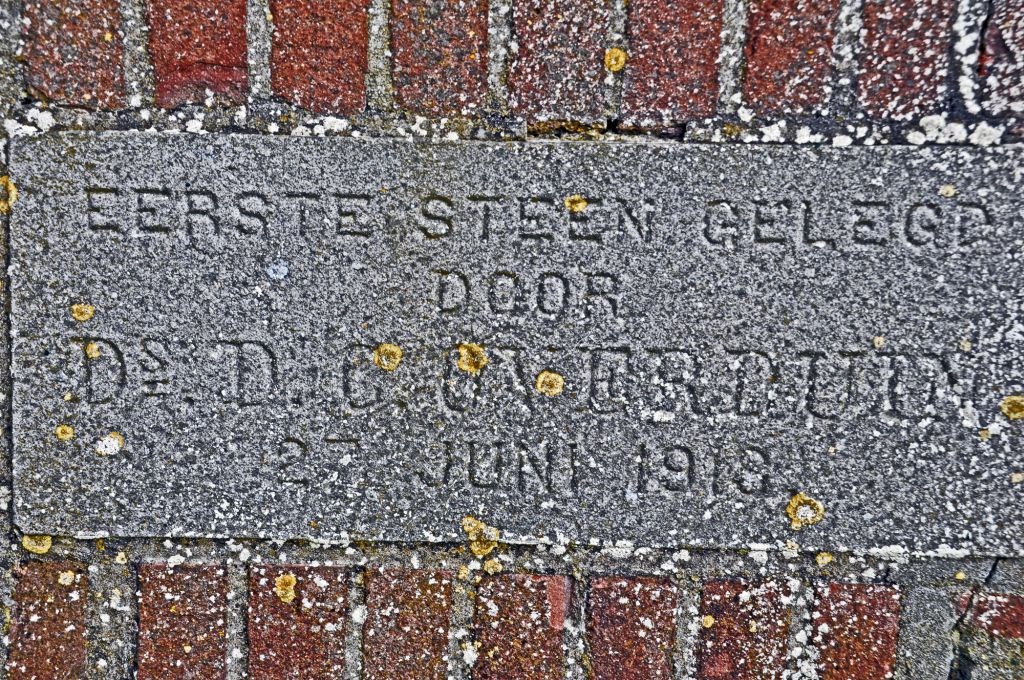 EERSTE STEEN GELEGD
DOOR
Ds. D. G. OVERDUIN
27 JUNI 1918.